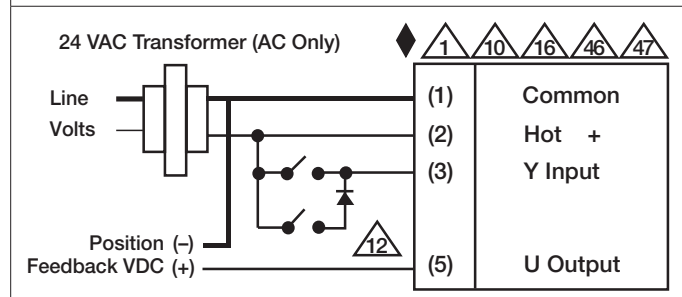 24 VAC Transformer (AC Only)
1 10 16 46 47
Line
Volts
(1) Common
(2) Hot +
(3) Y Input
12
Position (–)
Feedback VDC (+)
(5) U Output